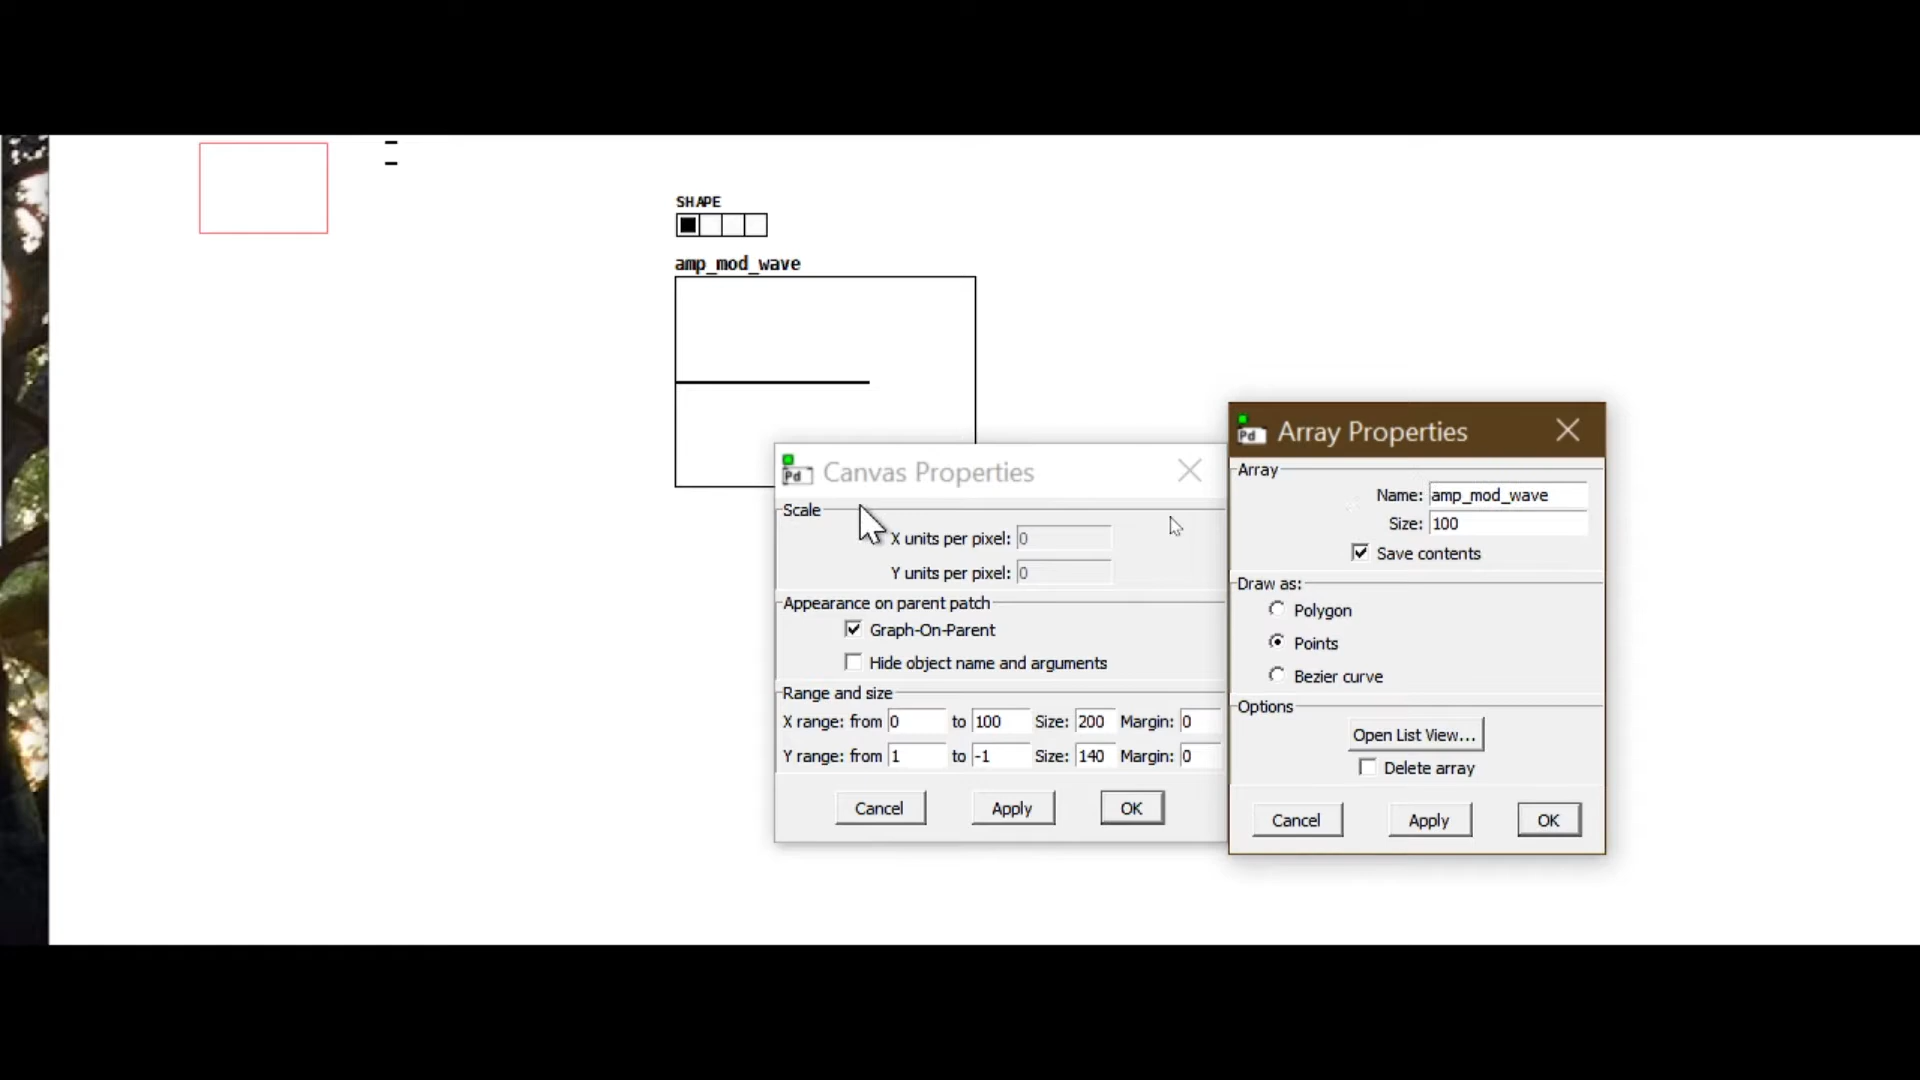 SHAPE
amp_mod_wave
Pd Array Properties
Array
Name: amp_mod_wave
Size: 100
Save contents
Draw as:
Polygon
Points
Bezier curve
Options
Open List View...
Delete array
Cancel Apply OK
Pd Canvas Properties
Scale
X units per pixel: 0
Y units per pixel: 0
Appearance on parent patch
Graph-On-Parent
Hide object name and arguments
Range and size
X range: from 0 to 100 Size: 200 Margin: 0
Y range: from 1 to -1 Size: 140 Margin: 0
Cancel Apply OK